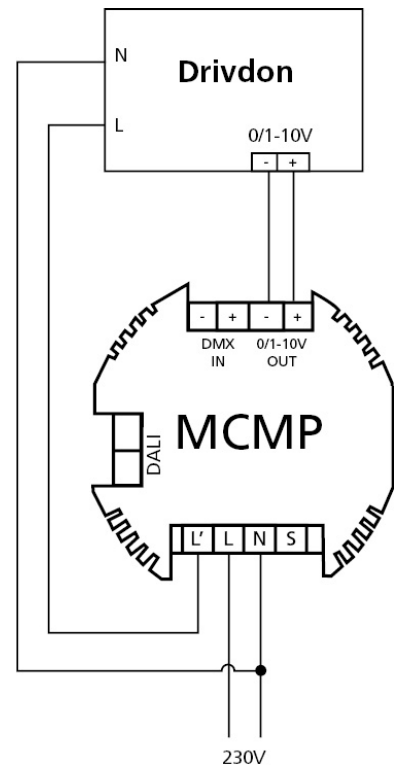 N
Drivdon
L
0/1-10V
- +
- + - +
DMX IN
0/1-10V OUT
MCMP
DALI
L' L N S
230V